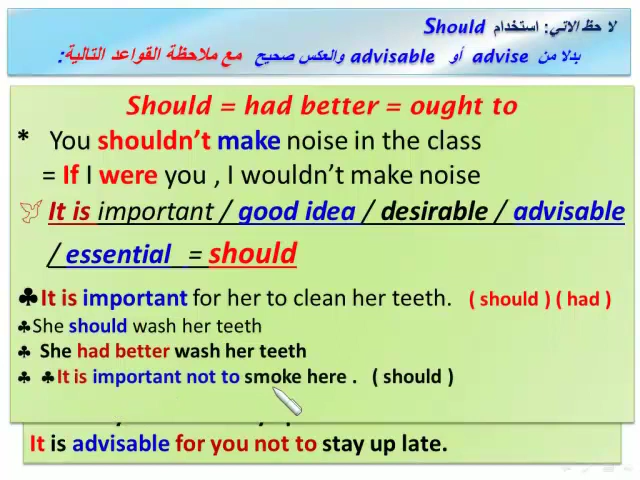 لا حظ الاتي: استخدام Should
بدلا من advise أو advisable والعكس صحيح مع ملاحظة القواعد التالية:
Should = had better = ought to
* You shouldn't make noise in the class
= If I were you , I wouldn't make noise
It is important / good idea / desirable / advisable
/ essential = should
♣It is important for her to clean her teeth. ( should ) ( had )
♣She should wash her teeth
♣ She had better wash her teeth
♣ ♣It is important not to smoke here . ( should )
It is advisable for you not to stay up late.